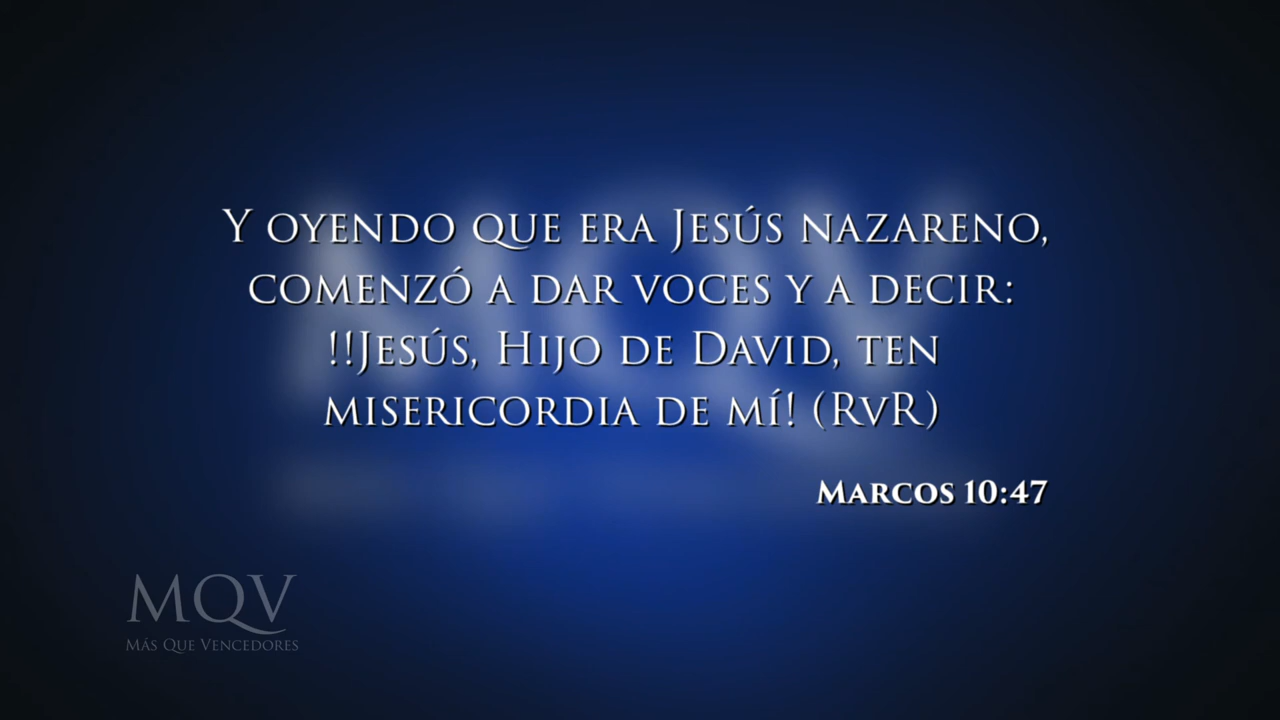 Y oyendo que era Jesús nazareno,
comenzó a dar voces y a decir:
!!Jesús, Hijo de David, ten
misericordia de mí! (RvR)
Marcos 10:47
MQV
Más Que Vencedores